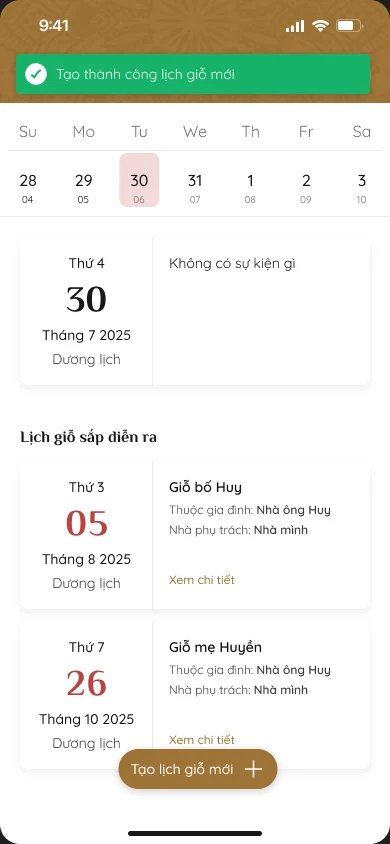 9:41
Tạo thành công lịch giỗ mới
Su Mo Tu We Th Fr Sa
28 29 30 31 1 2 3
04 05 06 07 08 09 10
Thứ 4
30
Tháng 7 2025
Dương lịch
Không có sự kiện gì
Lịch giỗ sắp diễn ra
Thứ 3
05
Tháng 8 2025
Dương lịch
Giỗ bố Huy
Thuộc gia đình: Nhà ông Huy
Nhà phụ trách: Nhà mình
Xem chi tiết
Thứ 7
26
Tháng 10 2025
Dương lịch
Giỗ mẹ Huyền
Thuộc gia đình: Nhà ông Huy
Nhà phụ trách: Nhà mình
Xem chi tiết
Tạo lịch giỗ mới